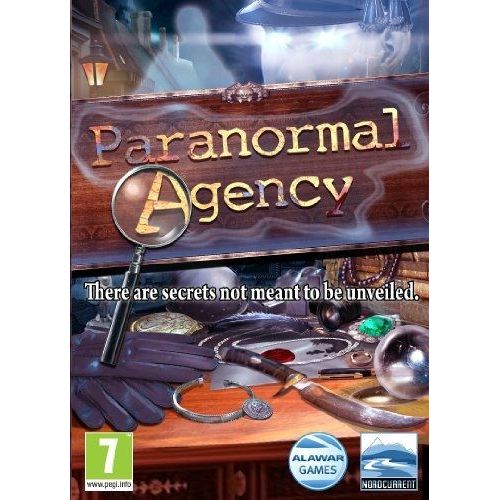 Paranormal
Agency
There are secrets not meant to be unveiled.
7
www.pegi.info
ALAWAR
GAMES
NORDCURRENT